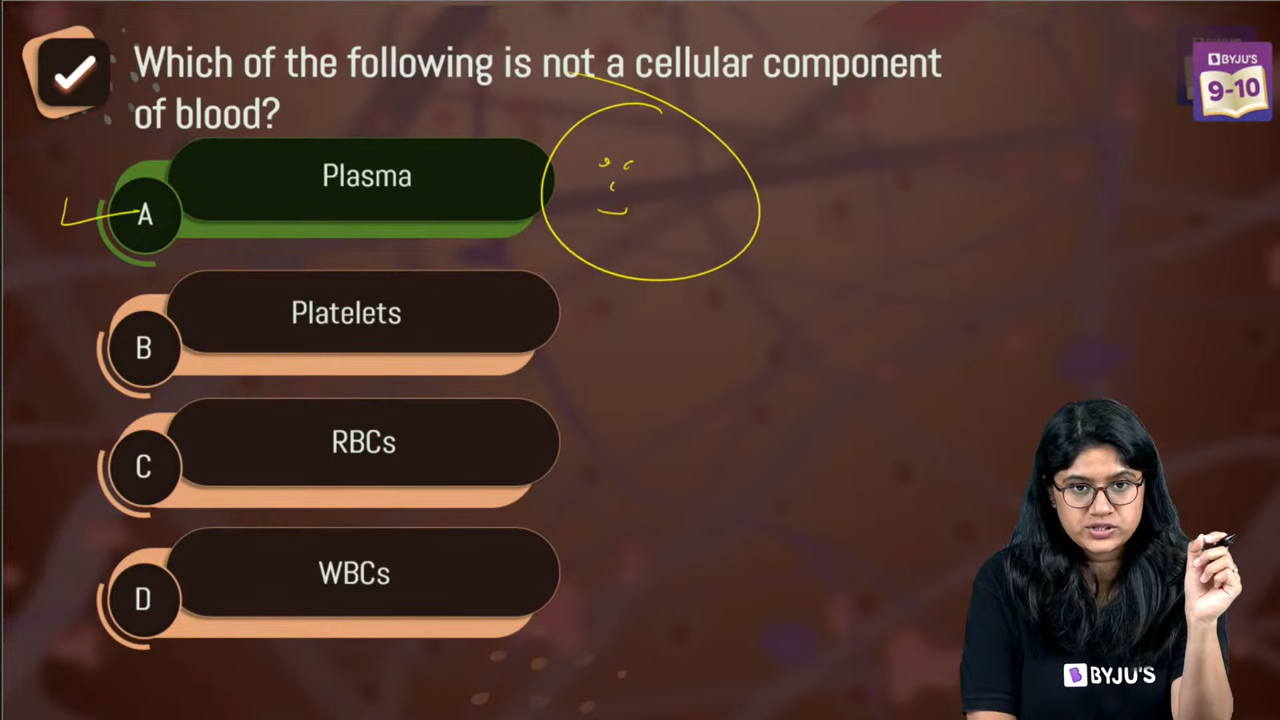 Which of the following is not a cellular component
of blood?
BYJU'S
9-10
A
Plasma
B
Platelets
C
RBCs
D
WBCs
BYJU'S